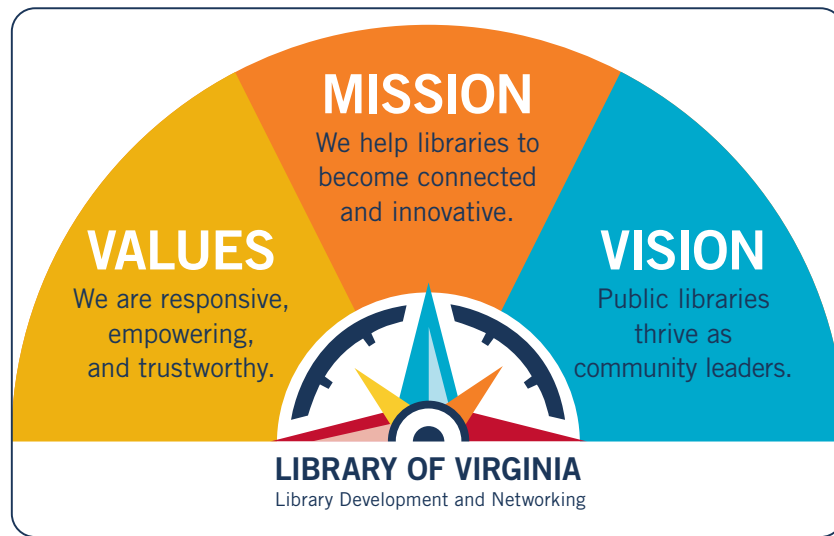 VALUES
We are responsive,
empowering,
and trustworthy.
MISSION
We help libraries to
become connected
and innovative.
VISION
Public libraries
thrive as
community leaders.
LIBRARY OF VIRGINIA
Library Development and Networking